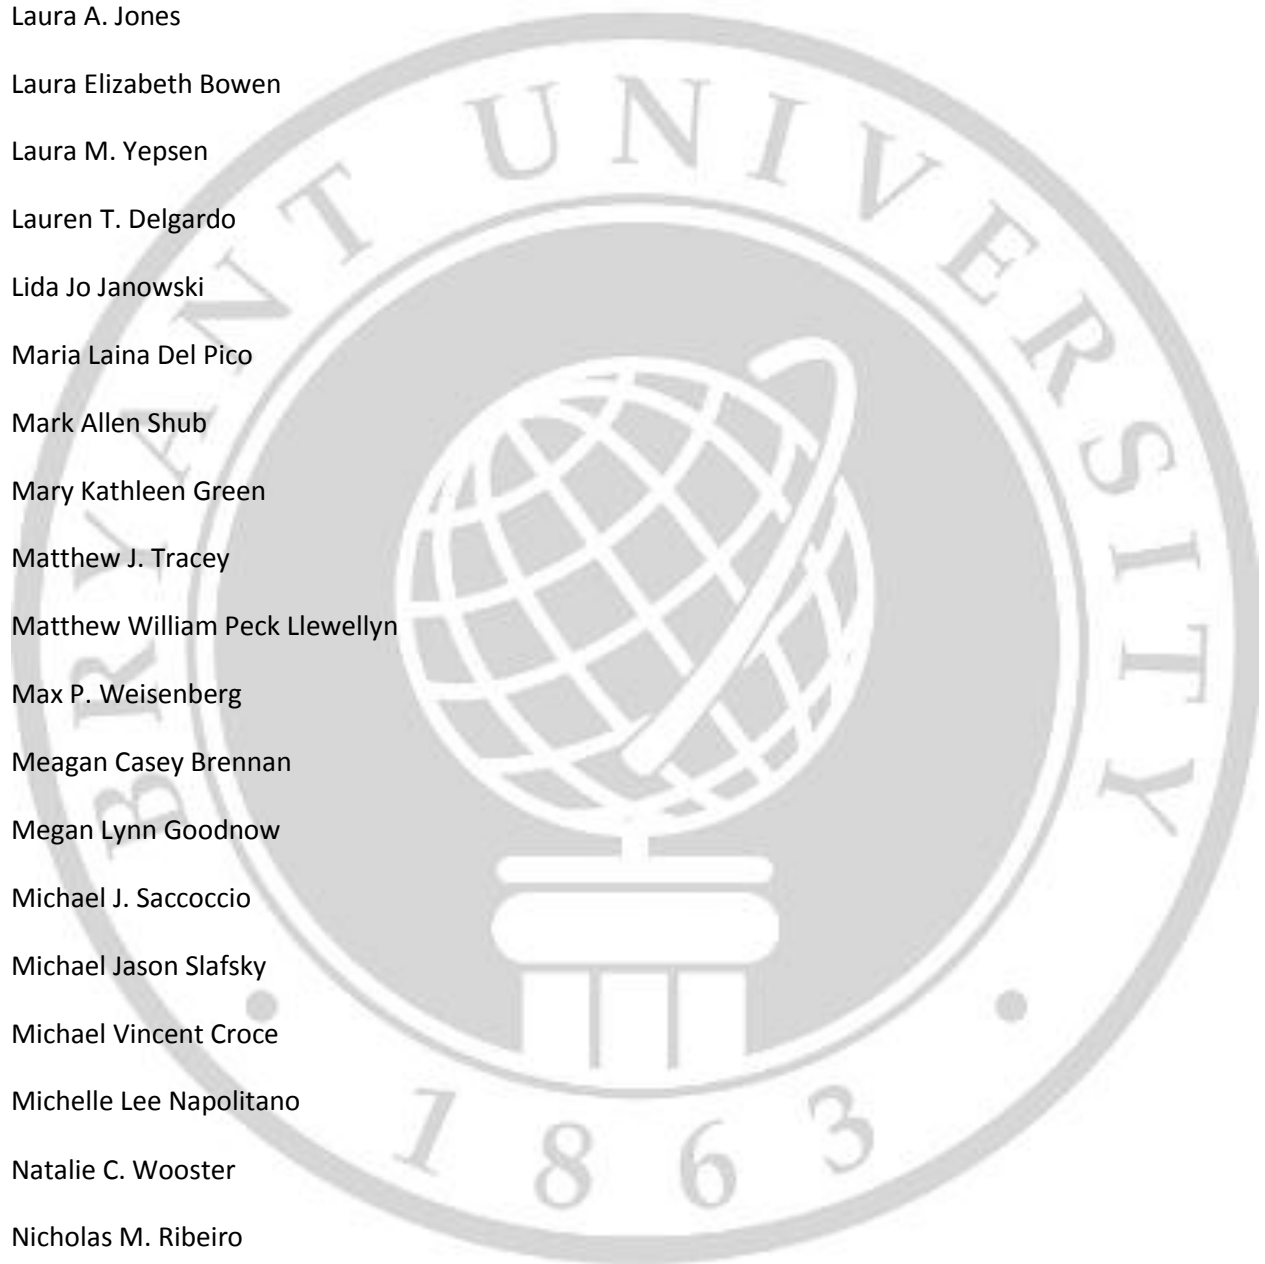 Laura A. Jones
Laura Elizabeth Bowen
Laura M. Yepsen
Lauren T. Delgardo
Lida Jo Janowski
Maria Laina Del Pico
Mark Allen Shub
Mary Kathleen Green
Matthew J. Tracey
Matthew William Peck Llewellyn
Max P. Weisenberg
Meagan Casey Brennan
Megan Lynn Goodnow
Michael J. Saccoccio
Michael Jason Slafsky
Michael Vincent Croce
Michelle Lee Napolitano
Natalie C. Wooster
Nicholas M. Ribeiro
BRYANT UNIVERSITY
1863